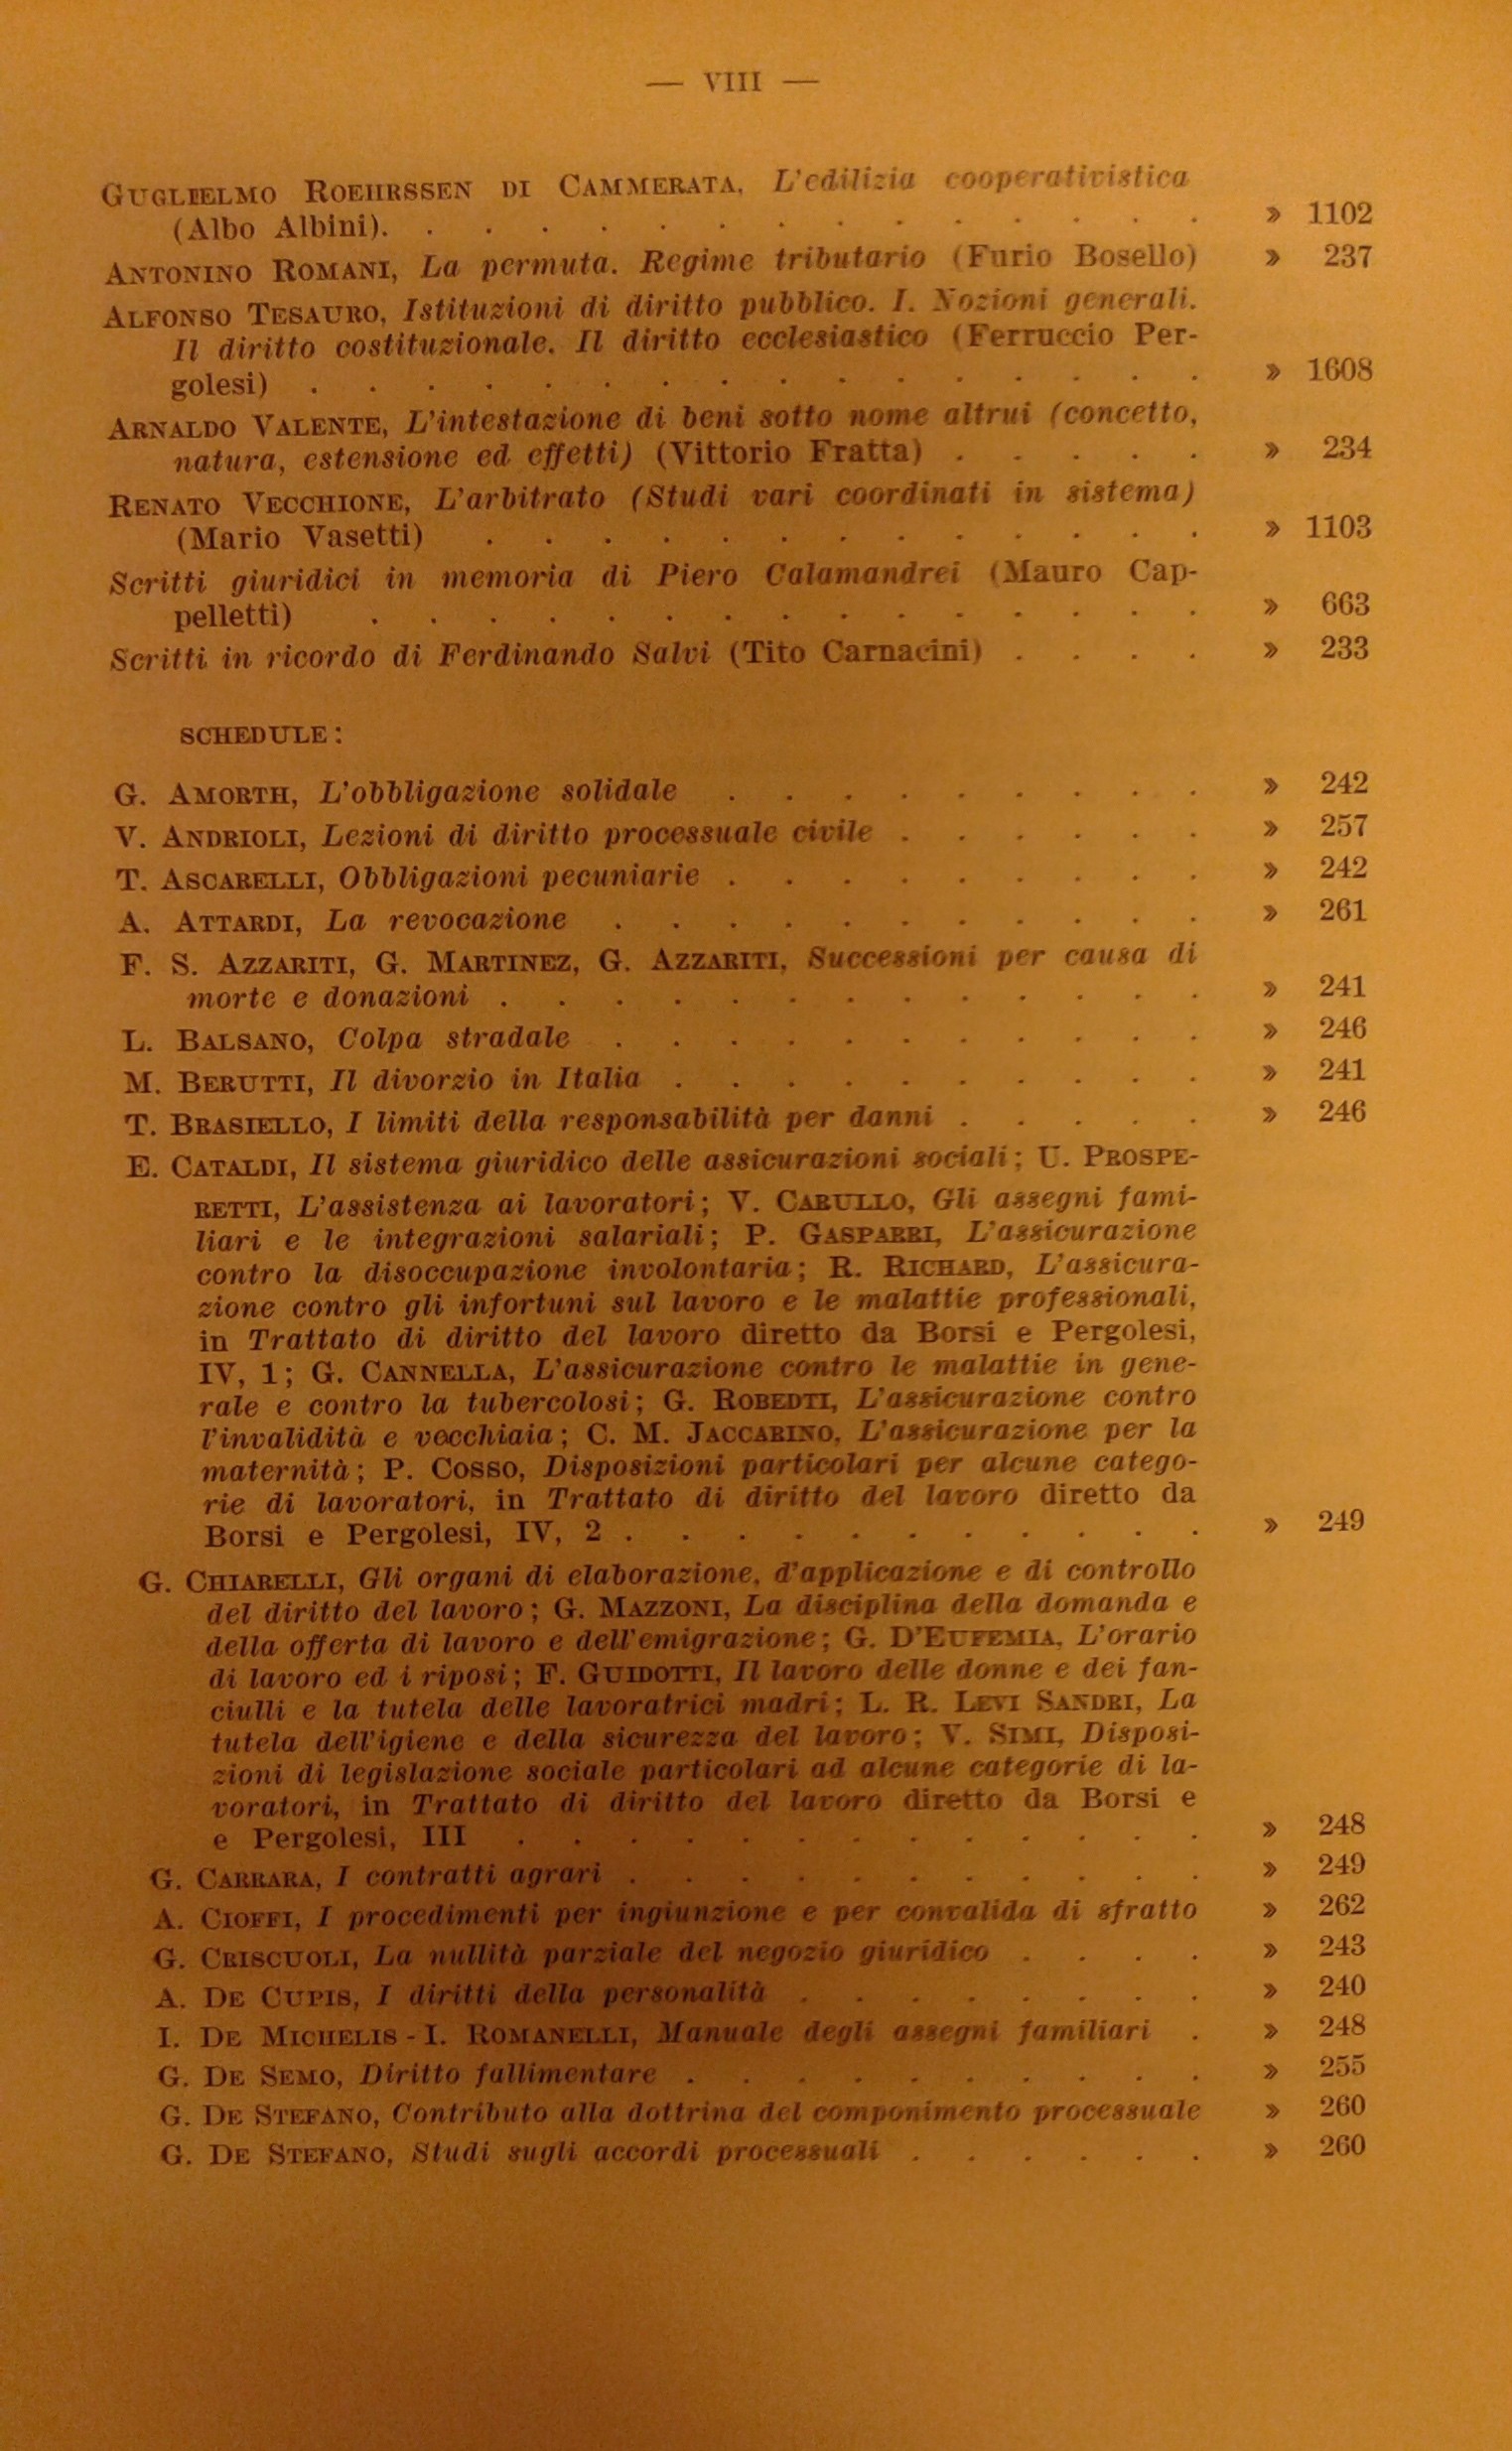 — VIII —
GUGLIELMO ROEHRSSEN DI CAMMERATA, L'edilizia cooperativistica
(Albo Albini). . . . . . . . . . . . . . . » 1102
ANTONINO ROMANI, La permuta. Regime tributario (Furio Bosello) » 237
ALFONSO TESAURO, Istituzioni di diritto pubblico. I. Nozioni generali.
Il diritto costituzionale. Il diritto ecclesiastico (Ferruccio Per-
golesi) . . . . . . . . . . . . . . . . » 1608
ARNALDO VALENTE, L'intestazione di beni sotto nome altrui (concetto,
natura, estensione ed effetti) (Vittorio Fratta) . . . . . » 234
RENATO VECCHIONE, L'arbitrato (Studi vari coordinati in sistema)
(Mario Vasetti) . . . . . . . . . . . . . » 1103
Scritti giuridici in memoria di Piero Calamandrei (Mauro Cap-
pelletti) . . . . . . . . . . . . . . . » 663
Scritti in ricordo di Ferdinando Salvi (Tito Carnacini) . . . . » 233
SCHEDULE:
G. AMORTH, L'obbligazione solidale . . . . . . . . . » 242
V. ANDRIOLI, Lezioni di diritto processuale civile . . . . . . » 257
T. ASCARELLI, Obbligazioni pecuniarie . . . . . . . . . » 242
A. ATTARDI, La revocazione . . . . . . . . . . . » 261
F. S. AZZARITI, G. MARTINEZ, G. AZZARITI, Successioni per causa di
morte e donazioni . . . . . . . . . . . . . » 241
L. BALSANO, Colpa stradale . . . . . . . . . . . » 246
M. BERUTTI, Il divorzio in Italia . . . . . . . . . . » 241
T. BRASIELLO, I limiti della responsabilità per danni . . . . . » 246
E. CATALDI, Il sistema giuridico delle assicurazioni sociali; U. PROSPE-
RETTI, L'assistenza ai lavoratori; V. CARULLO, Gli assegni fami-
liari e le integrazioni salariali; P. GASPARRI, L'assicurazione
contro la disoccupazione involontaria; R. RICHARD, L'assicura-
zione contro gli infortuni sul lavoro e le malattie professionali,
in Trattato di diritto del lavoro diretto da Borsi e Pergolesi,
IV, 1; G. CANNELLA, L'assicurazione contro le malattie in gene-
rale e contro la tubercolosi; G. ROBEDTI, L'assicurazione contro
l'invalidità e vecchiaia; C. M. JACCARINO, L'assicurazione per la
maternità; P. COSSO, Disposizioni particolari per alcune catego-
rie di lavoratori, in Trattato di diritto del lavoro diretto da
Borsi e Pergolesi, IV, 2 . . . . . . . . . . . » 249
G. CHIARELLI, Gli organi di elaborazione, d'applicazione e di controllo
del diritto del lavoro; G. MAZZONI, La disciplina della domanda e
della offerta di lavoro e dell'emigrazione; G. D'EUFEMIA, L'orario
di lavoro ed i riposi; F. GUIDOTTI, Il lavoro delle donne e dei fan-
ciulli e la tutela delle lavoratrici madri; L. R. LEVI SANDRI, La
tutela dell'igiene e della sicurezza del lavoro; V. SIMI, Disposi-
zioni di legislazione sociale particolari ad alcune categorie di la-
voratori, in Trattato di diritto del lavoro diretto da Borsi e
e Pergolesi, III . . . . . . . . . . . . . » 248
G. CARRARA, I contratti agrari . . . . . . . . . . . » 249
A. CIOFFI, I procedimenti per ingiunzione e per convalida di sfratto » 262
G. CRISCUOLI, La nullità parziale del negozio giuridico . . . . » 243
A. DE CUPIS, I diritti della personalità . . . . . . . . » 240
I. DE MICHELIS - I. ROMANELLI, Manuale degli assegni familiari . » 248
G. DE SEMO, Diritto fallimentare . . . . . . . . . . » 255
G. DE STEFANO, Contributo alla dottrina del componimento processuale » 260
G. DE STEFANO, Studi sugli accordi processuali . . . . . . » 260